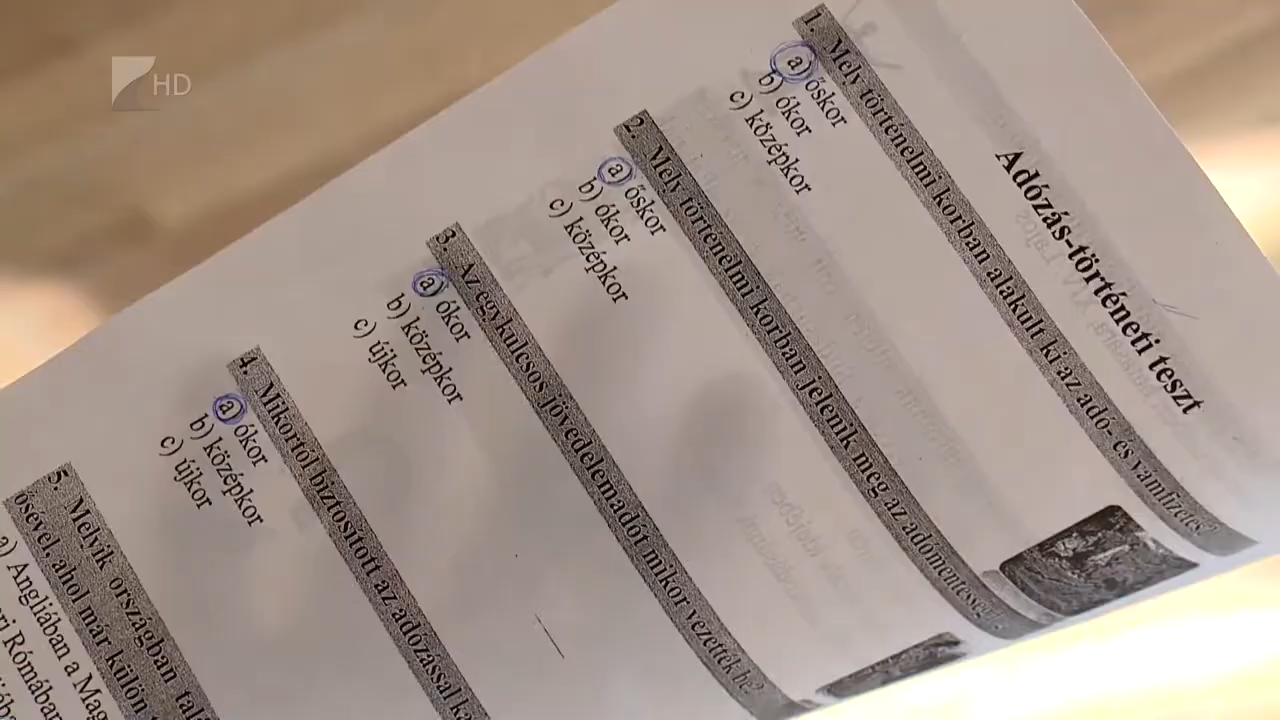 HD
Adózás-történeti teszt
1. Mely történelmi korban alakult ki az adó- és vámfizetés?
a) őskor
b) ókor
c) középkor
2. Mely történelmi korban jelenik meg az adómentesség?
a) őskor
b) ókor
c) középkor
3. Az egykulcsos jövedelemadót mikor vezették be?
a) ókor
b) középkor
c) újkor
4. Mikortól biztosított az adózással
a) ókor
b) középkor
c) újkor
5. Melyik országban
ősével, ahol már külön
a) Angliában a
Rómában